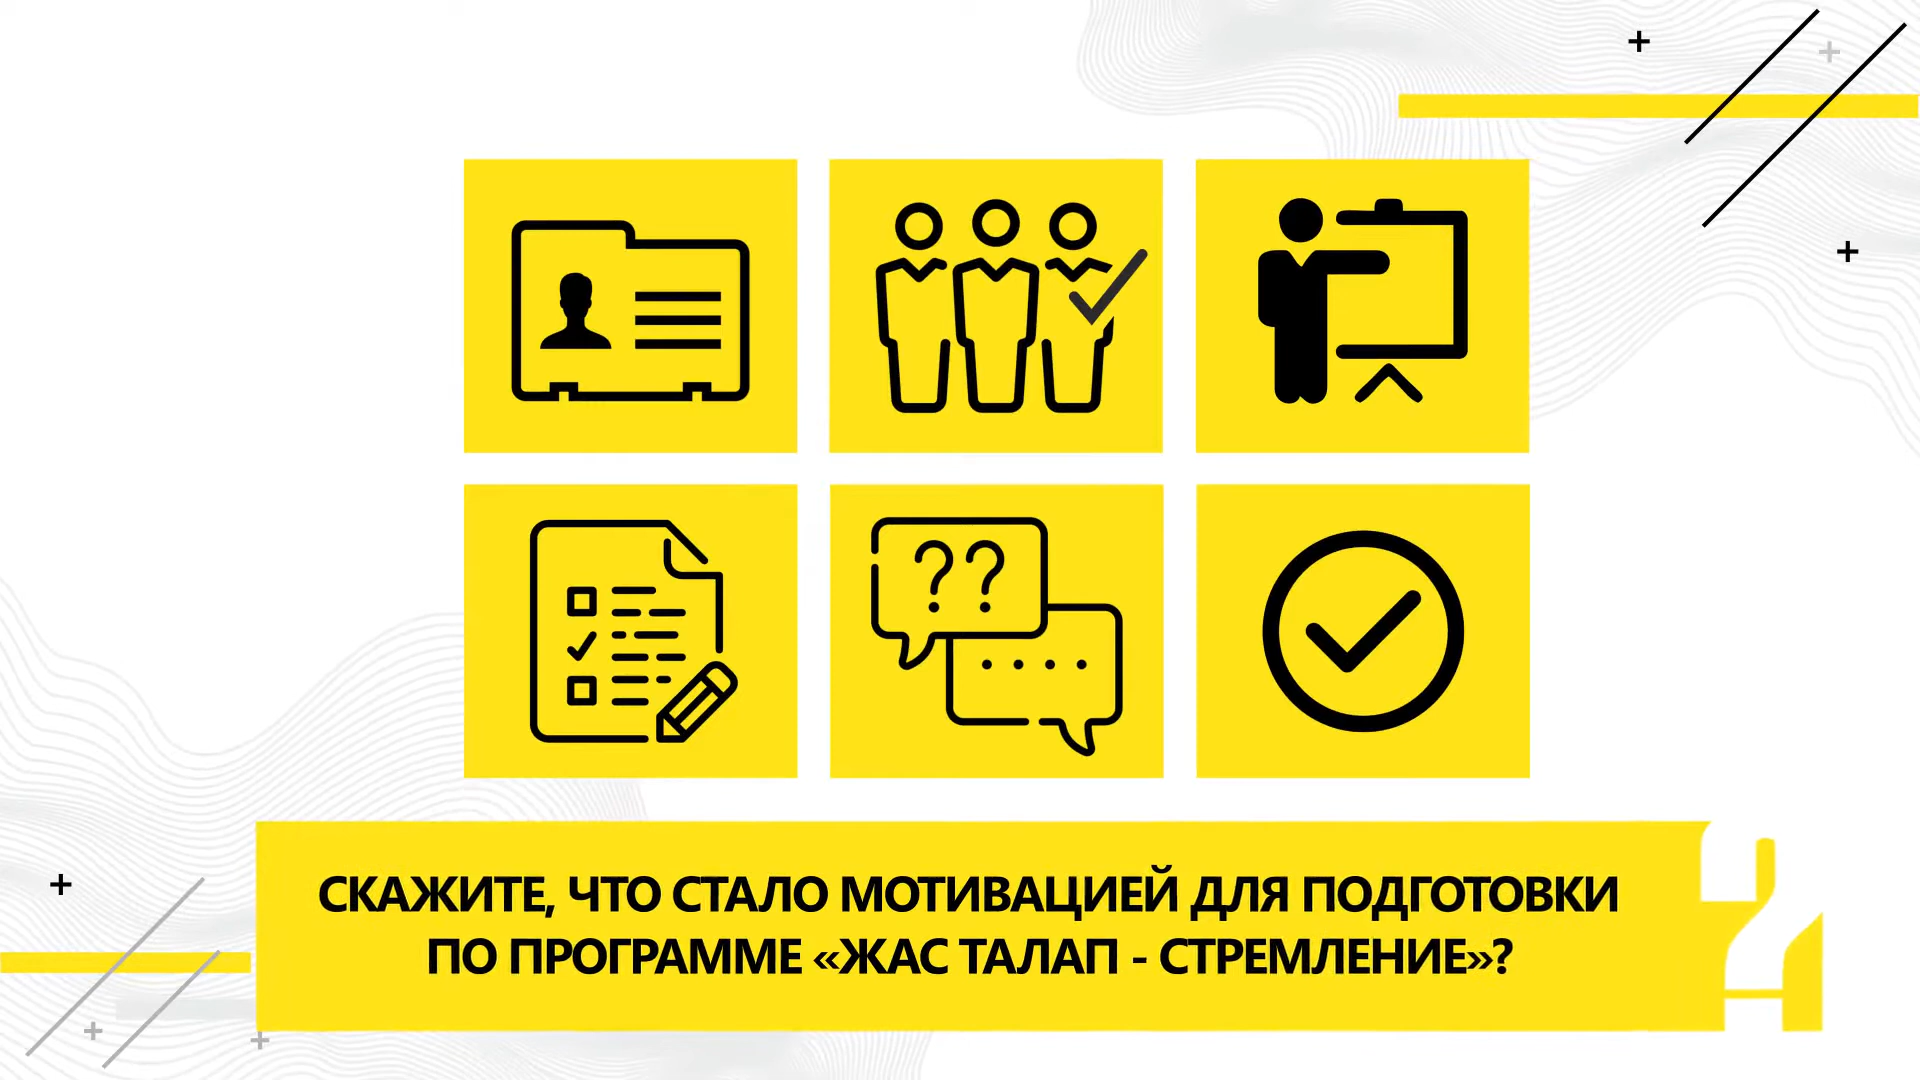 ??
СКАЖИТЕ, ЧТО СТАЛО МОТИВАЦИЕЙ ДЛЯ ПОДГОТОВКИ
ПО ПРОГРАММЕ «ЖАС ТАЛАП - СТРЕМЛЕНИЕ»?